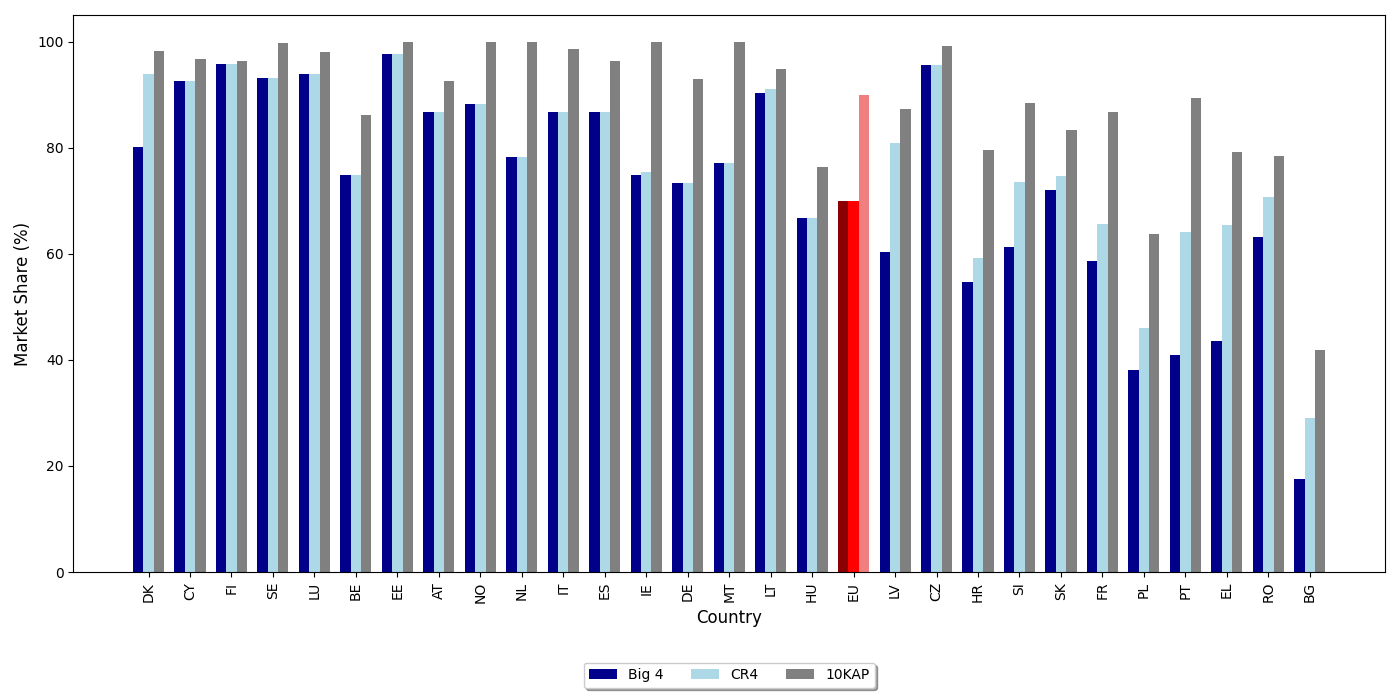 Market Share (%)
100
80
60
40
20
0
DK CY FI SE LU BE EE AT NO NL IT ES IE DE MT LT HU EU LV CZ HR SI SK FR PL PT EL RO BG
Country
Big 4 CR4 10KAP